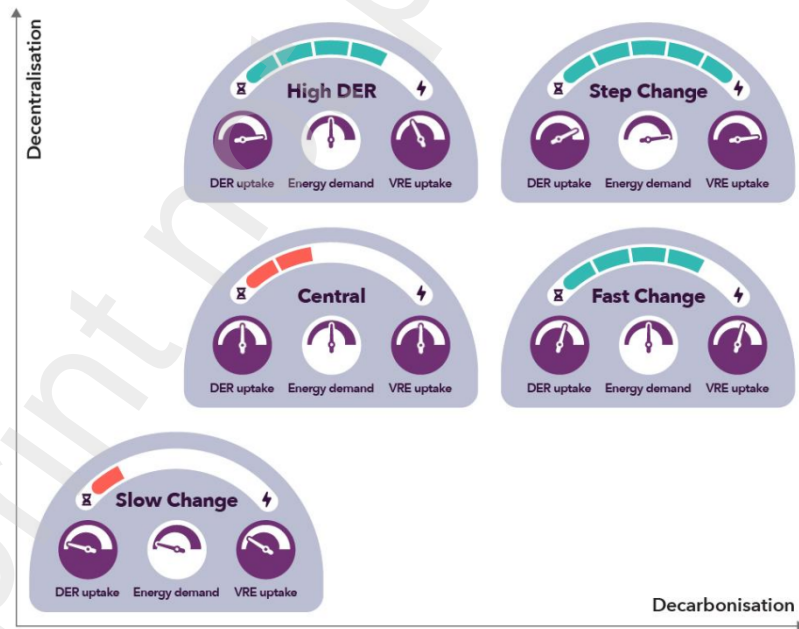 Decentralisation
High DER
DER uptake Energy demand VRE uptake
Step Change
DER uptake Energy demand VRE uptake
Central
DER uptake Energy demand VRE uptake
Fast Change
DER uptake Energy demand VRE uptake
Slow Change
DER uptake Energy demand VRE uptake
Decarbonisation